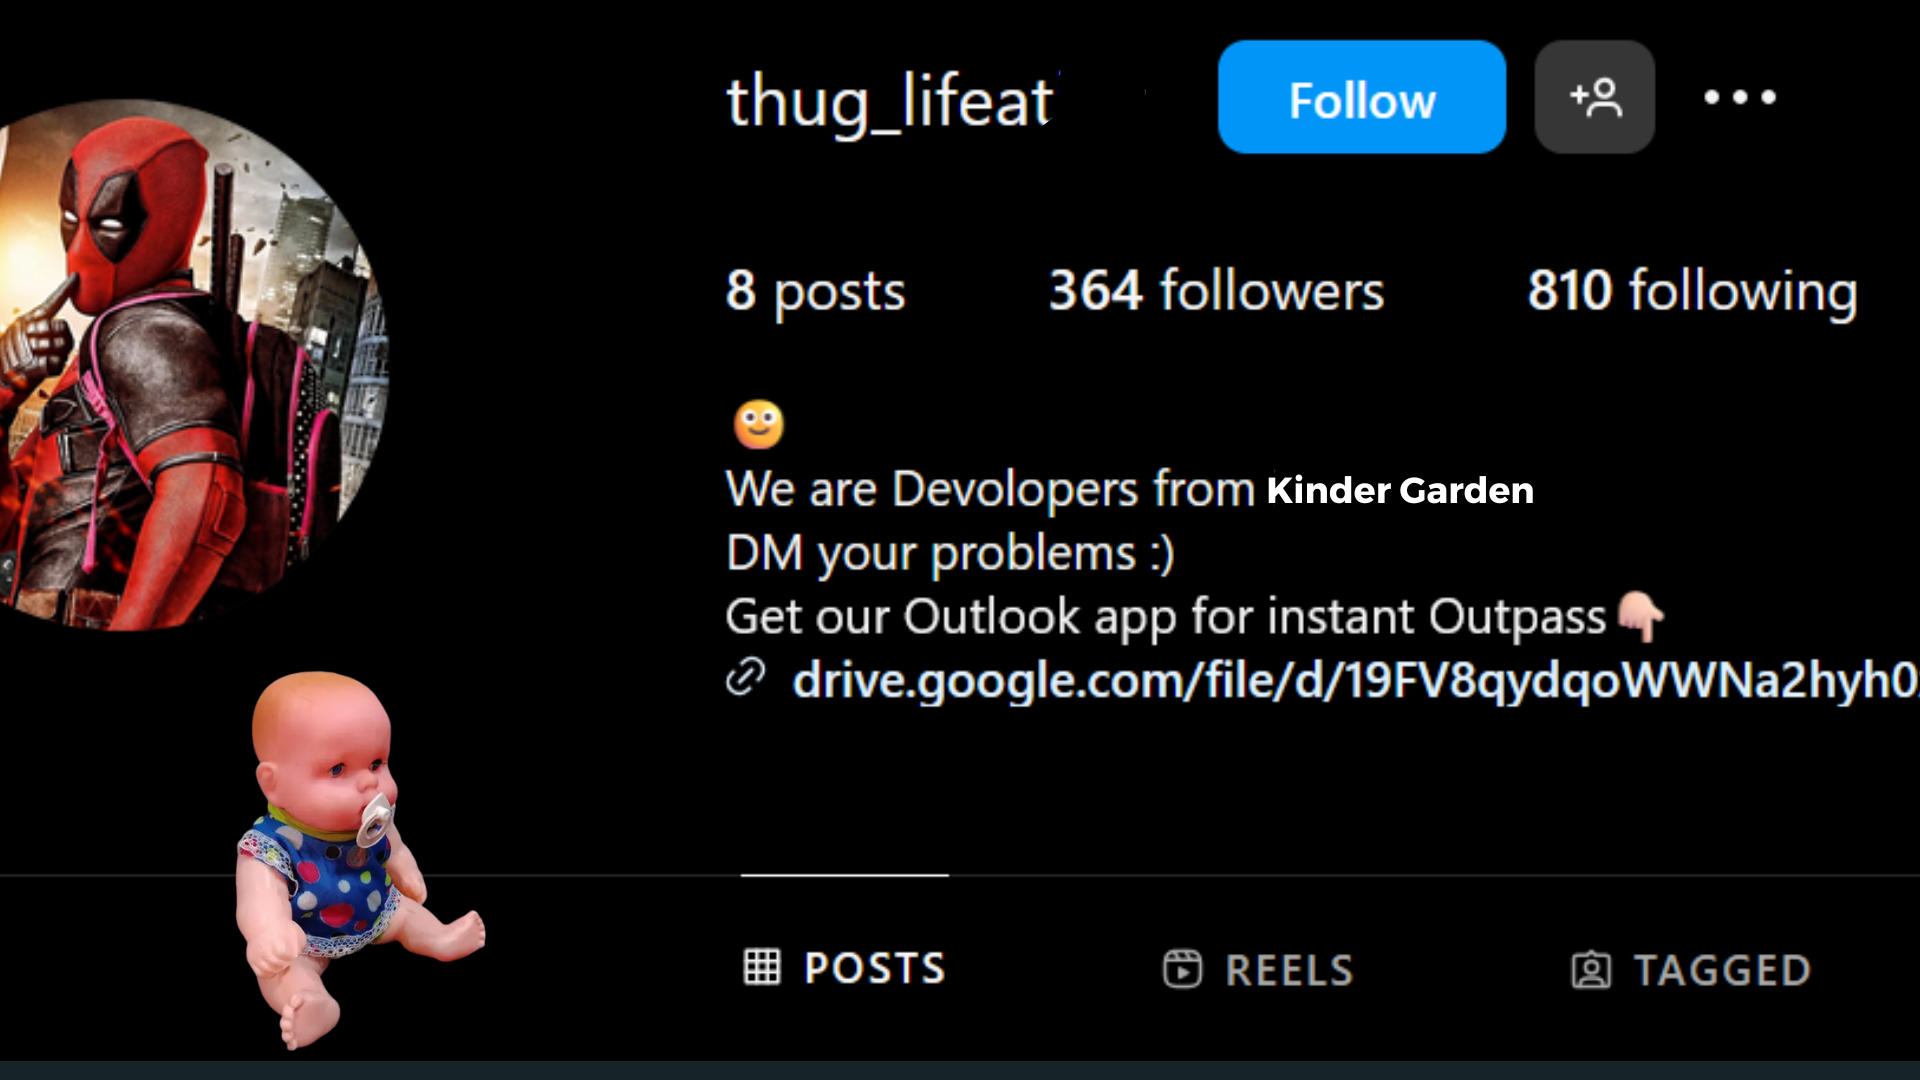 thug_lifeat
Follow
8 posts 364 followers 810 following
We are Devolopers from Kinder Garden
DM your problems :)
Get our Outlook app for instant Outpass👇🏻
drive.google.com/file/d/19FV8qydqoWWNa2hyh0
POSTS REELS TAGGED